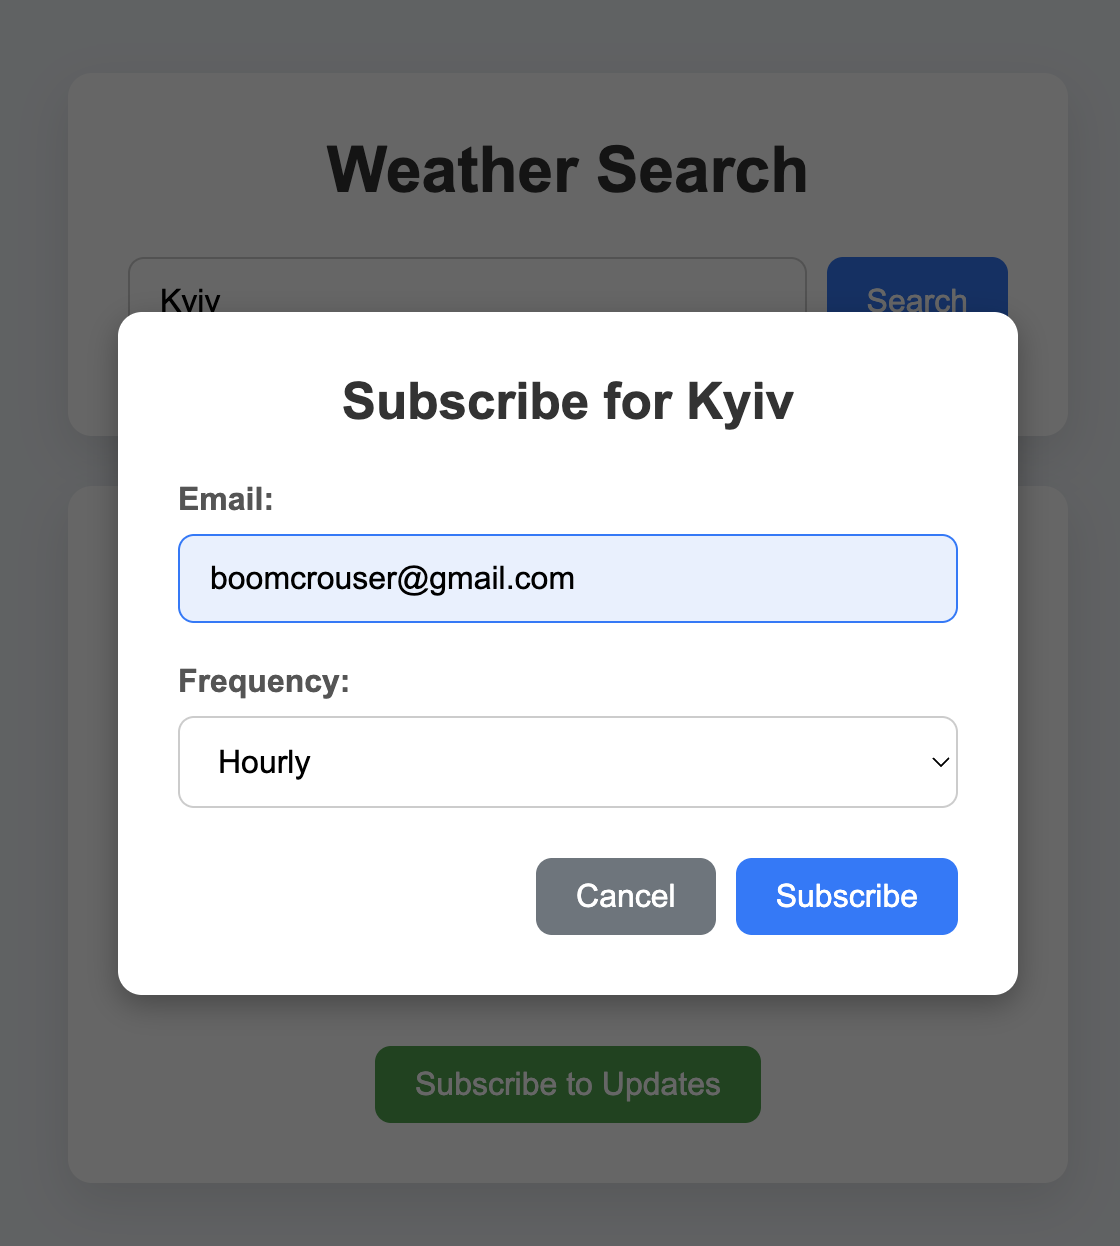 Weather Search
Kyiv
Search
Subscribe for Kyiv
Email:
boomcrouser@gmail.com
Frequency:
Hourly
Cancel
Subscribe
Subscribe to Updates